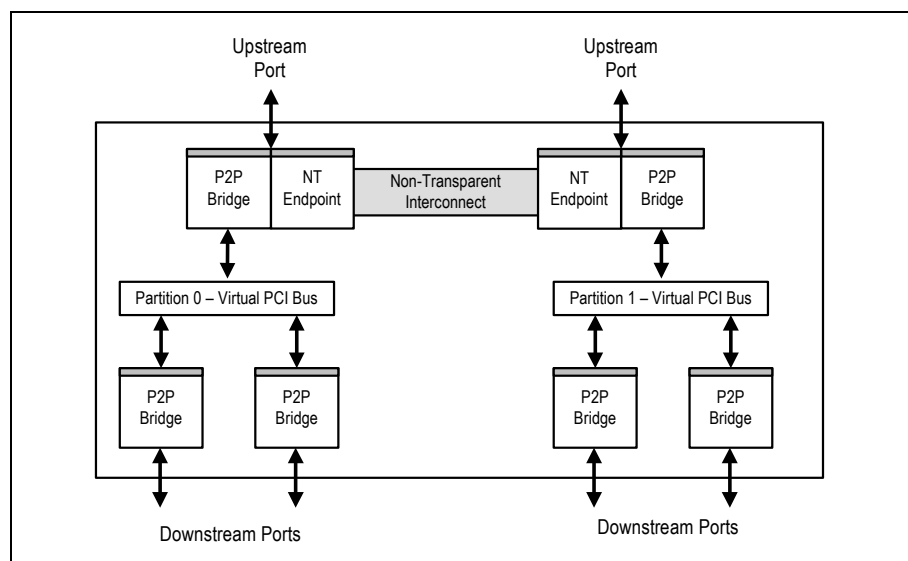 Upstream
Port
Upstream
Port
P2P
Bridge
NT
Endpoint
Non-Transparent
Interconnect
NT
Endpoint
P2P
Bridge
Partition 0 – Virtual PCI Bus
Partition 1 – Virtual PCI Bus
P2P
Bridge
P2P
Bridge
P2P
Bridge
P2P
Bridge
Downstream Ports
Downstream Ports